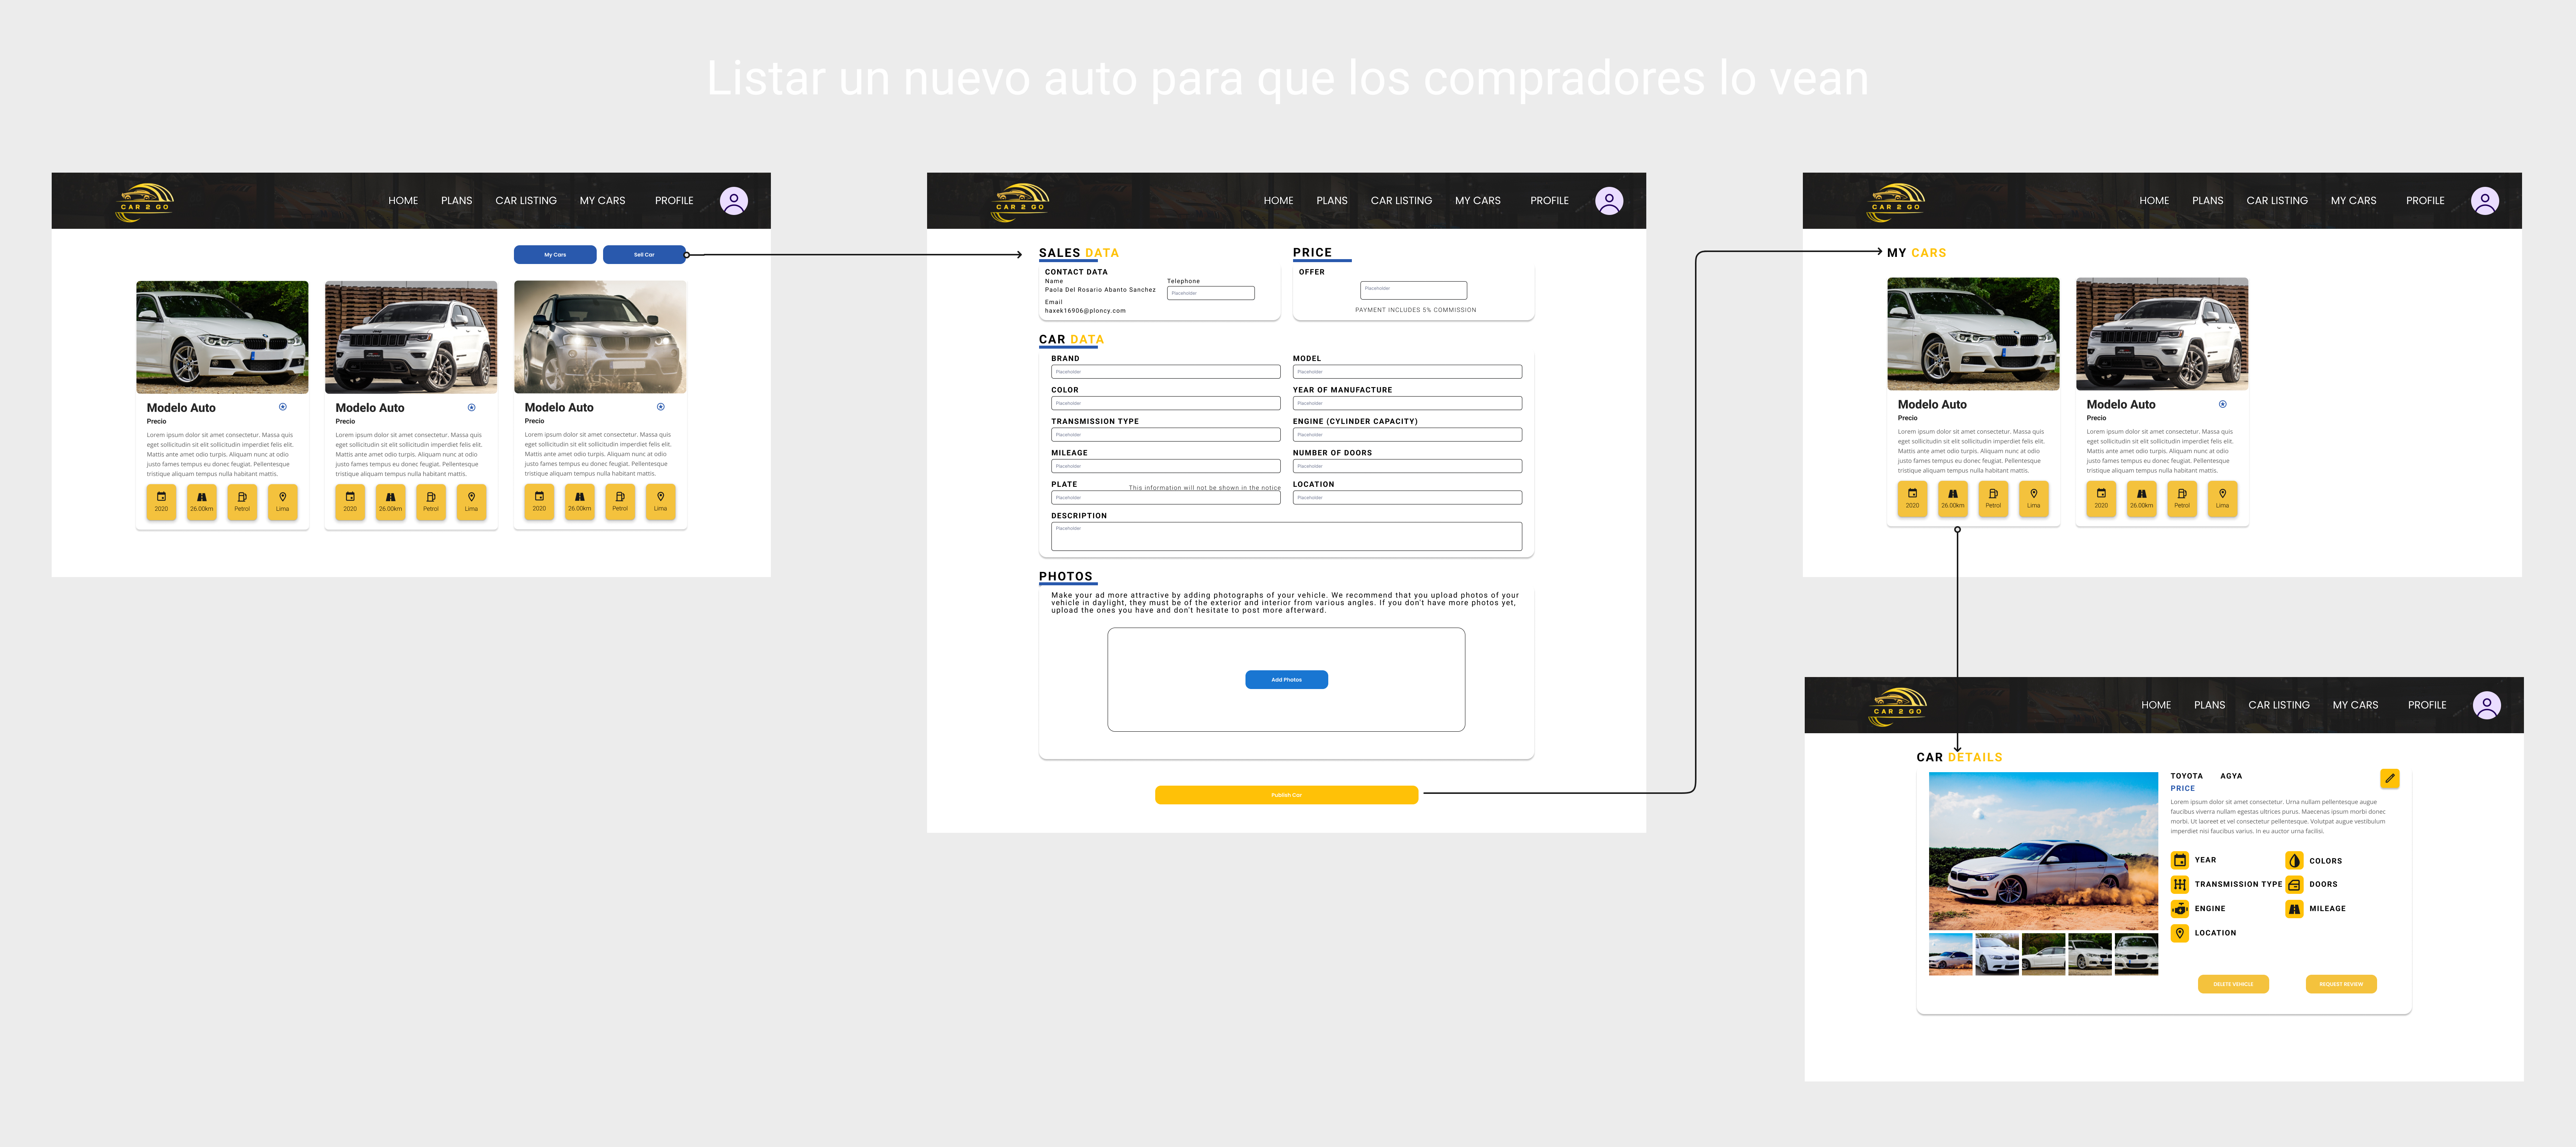 Listar un nuevo auto para que los compradores lo vean
CAR 2 GO
HOME PLANS CAR LISTING MY CARS PROFILE
My Cars Sell Car
Modelo Auto
Precio
Lorem ipsum dolor sit amet consectetur. Massa quis
eget sollicitudin sit elit sollicitudin imperdiet felis elit.
Mattis ante amet odio turpis. Aliquam nunc at odio
justo fames tempus eu donec feugiat. Pellentesque
tristique aliquam tempus nulla habitant mattis.
2020 26.00km Petrol Lima
Modelo Auto
Precio
Lorem ipsum dolor sit amet consectetur. Massa quis
eget sollicitudin sit elit sollicitudin imperdiet felis elit.
Mattis ante amet odio turpis. Aliquam nunc at odio
justo fames tempus eu donec feugiat. Pellentesque
tristique aliquam tempus nulla habitant mattis.
2020 26.00km Petrol Lima
Modelo Auto
Precio
Lorem ipsum dolor sit amet consectetur. Massa quis
eget sollicitudin sit elit sollicitudin imperdiet felis elit.
Mattis ante amet odio turpis. Aliquam nunc at odio
justo fames tempus eu donec feugiat. Pellentesque
tristique aliquam tempus nulla habitant mattis.
2020 26.00km Petrol Lima
CAR 2 GO
HOME PLANS CAR LISTING MY CARS PROFILE
SALES DATA
CONTACT DATA
Name
Paola Del Rosario Abanto Sanchez
Telephone
Placeholder
Email
haxek16906@ploncy.com
PRICE
OFFER
Placeholder
PAYMENT INCLUDES 5% COMMISSION
CAR DATA
BRAND
Placeholder
MODEL
Placeholder
COLOR
Placeholder
YEAR OF MANUFACTURE
Placeholder
TRANSMISSION TYPE
Placeholder
ENGINE (CYLINDER CAPACITY)
Placeholder
MILEAGE
Placeholder
NUMBER OF DOORS
Placeholder
PLATE
This information will not be shown in the notice
Placeholder
LOCATION
Placeholder
DESCRIPTION
Placeholder
PHOTOS
Make your ad more attractive by adding photographs of your vehicle. We recommend that you upload photos of your
vehicle in daylight, they must be of the exterior and interior from various angles. If you don't have more photos yet,
upload the ones you have and don't hesitate to post more afterward.
Add Photos
Publish Car
CAR 2 GO
HOME PLANS CAR LISTING MY CARS PROFILE
MY CARS
Modelo Auto
Precio
Lorem ipsum dolor sit amet consectetur. Massa quis
eget sollicitudin sit elit sollicitudin imperdiet felis elit.
Mattis ante amet odio turpis. Aliquam nunc at odio
justo fames tempus eu donec feugiat. Pellentesque
tristique aliquam tempus nulla habitant mattis.
2020 26.00km Petrol Lima
Modelo Auto
Precio
Lorem ipsum dolor sit amet consectetur. Massa quis
eget sollicitudin sit elit sollicitudin imperdiet felis elit.
Mattis ante amet odio turpis. Aliquam nunc at odio
justo fames tempus eu donec feugiat. Pellentesque
tristique aliquam tempus nulla habitant mattis.
2020 26.00km Petrol Lima
CAR 2 GO
HOME PLANS CAR LISTING MY CARS PROFILE
CAR DETAILS
TOYOTA AGYA
PRICE
Lorem ipsum dolor sit amet consectetur. Urna nullam pellentesque augue
faucibus viverra nullam egestas ultrices purus. Maecenas ipsum morbi donec
morbi. Ut laoreet et vel consectetur pellentesque. Volutpat augue vestibulum
imperdiet nisi faucibus varius. In eu auctor urna facilisi.
YEAR COLORS
TRANSMISSION TYPE DOORS
ENGINE MILEAGE
LOCATION
DELETE VEHICLE REQUEST REVIEW